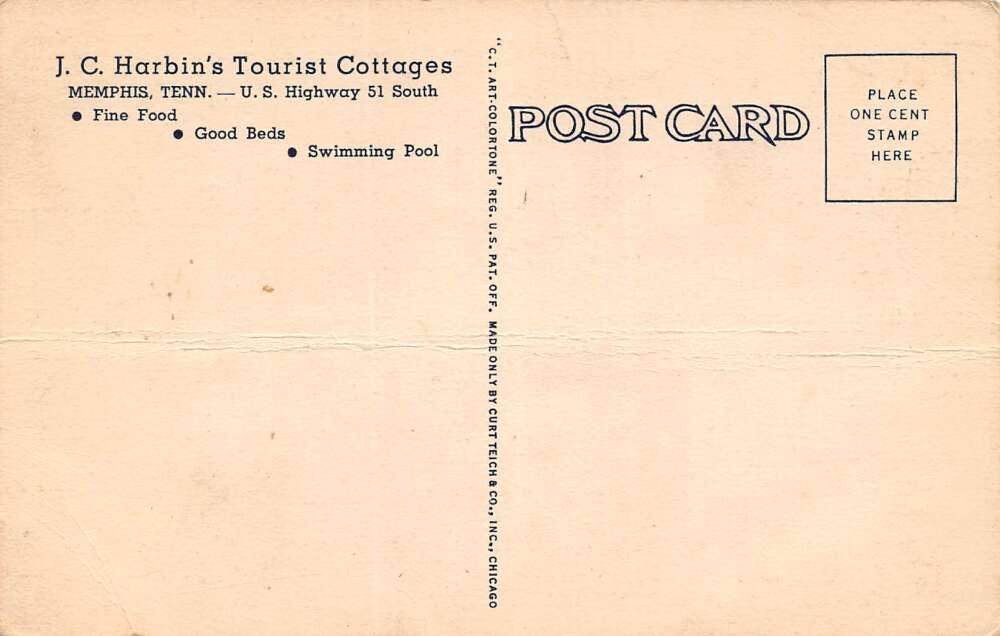 J. C. Harbin's Tourist Cottages
MEMPHIS, TENN. — U. S. Highway 51 South
● Fine Food
● Good Beds
● Swimming Pool
"C. T. ART-COLORTONE" REG. U. S. PAT. OFF. MADE ONLY BY CURT TEICH & CO., INC., CHICAGO
POST CARD
PLACE
ONE CENT
STAMP
HERE